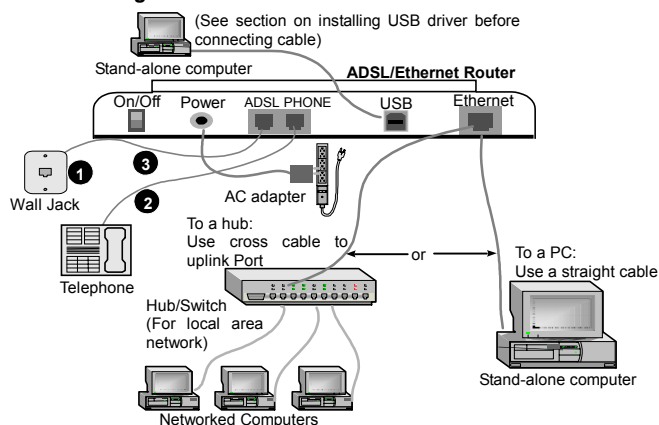 (See section on installing USB driver before
connecting cable)
Stand-alone computer
ADSL/Ethernet Router
On/Off
Power
ADSL PHONE
USB
Ethernet
1
3
2
Wall Jack
AC adapter
Telephone
To a hub:
Use cross cable to
uplink Port
or
To a PC:
Use a straight cable
Hub/Switch
(For local area
network)
Stand-alone computer
Networked Computers